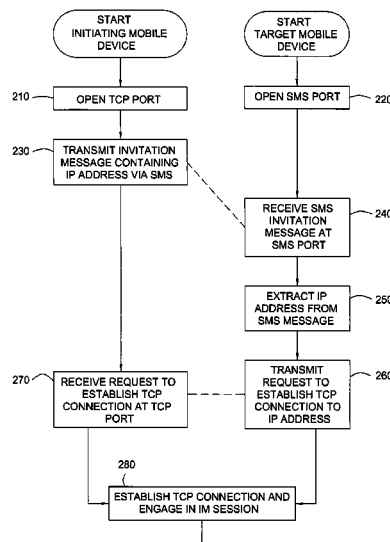 START
INITIATING MOBILE
DEVICE
START
TARGET MOBILE
DEVICE
210
OPEN TCP PORT
OPEN SMS PORT
220
230
TRANSMIT INVITATION
MESSAGE CONTAINING
IP ADDRESS VIA SMS
RECEIVE SMS
INVITATION
MESSAGE AT
SMS PORT
240
EXTRACT IP
ADDRESS FROM
SMS MESSAGE
250
270
RECEIVE REQUEST TO
ESTABLISH TCP
CONNECTION AT TCP
PORT
TRANSMIT
REQUEST TO
ESTABLISH TCP
CONNECTION TO
IP ADDRESS
260
280
ESTABLISH TCP CONNECTION AND
ENGAGE IN IM SESSION